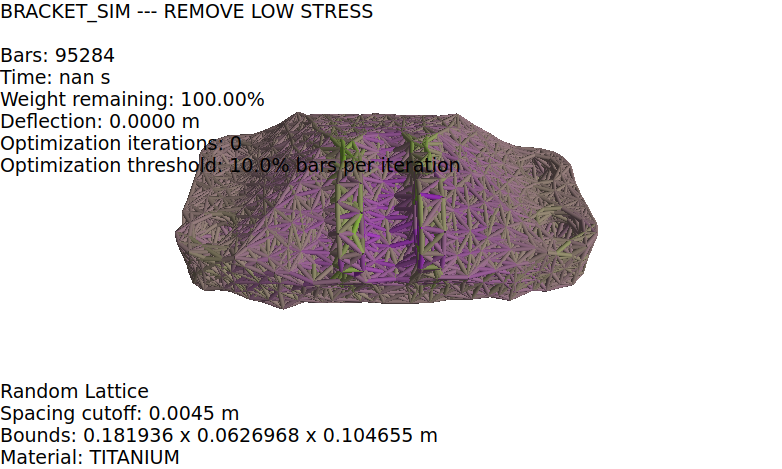 BRACKET_SIM --- REMOVE LOW STRESS
Bars: 95284
Time: nan s
Weight remaining: 100.00%
Deflection: 0.0000 m
Optimization iterations: 0
Optimization threshold: 10.0% bars per iteration
Random Lattice
Spacing cutoff: 0.0045 m
Bounds: 0.181936 x 0.0626968 x 0.104655 m
Material: TITANIUM